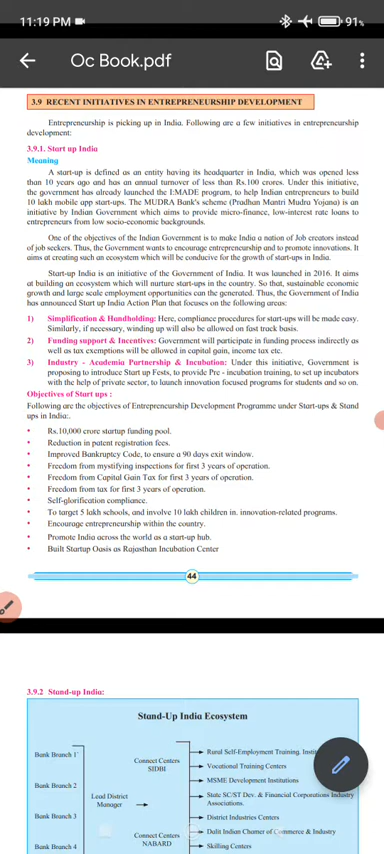 11:19 PM
91%
Oc Book.pdf
3.9 RECENT INITIATIVES IN ENTREPRENEURSHIP DEVELOPMENT
Entrepreneurship is picking up in India. Following are a few initiatives in entrepreneurship
development:
3.9.1. Start up India
Meaning
A start-up is defined as an entity having its headquarter in India, which was opened less
than 10 years ago and has an annual turnover of less than Rs.100 crores. Under this initiative,
the government has already launched the I:MADE program, to help Indian entrepreneurs to build
10 lakh mobile app start-ups. The MUDRA Bank's scheme (Pradhan Mantri Mudra Yojana) is an
initiative by Indian Government which aims to provide micro-finance, low-interest rate loans to
entrepreneurs from low socio-economic backgrounds.
One of the objectives of the Indian Government is to make India a nation of Job creators instead
of job seekers. Thus, the Government wants to encourage entrepreneurship and to promote innovations. It
aims at creating such an ecosystem which will be conducive for the growth of start-ups in India.
Start-up India is an initiative of the Government of India. It was launched in 2016. It aims
at building an ecosystem which will nurture start-ups in the country. So that, sustainable economic
growth and large scale employment opportunities can the generated. Thus, the Government of India
has announced Start up India Action Plan that focuses on the following areas:
1) Simplification & Handholding: Here, compliance procedures for start-ups will be made easy.
Similarly, if necessary, winding up will also be allowed on fast track basis.
2) Funding support & Incentives: Government will participate in funding process indirectly as
well as tax exemptions will be allowed in capital gain, income tax etc.
3) Industry - Academia Partnership & Incubation: Under this initiative, Government is
proposing to introduce Start up Fests, to provide Pre - incubation training, to set up incubators
with the help of private sector, to launch innovation focused programs for students and so on.
Objectives of Start ups :
Following are the objectives of Entrepreneurship Development Programme under Start-ups & Stand
ups in India:.
• Rs.10,000 crore startup funding pool.
• Reduction in patent registration fees.
• Improved Bankruptcy Code, to ensure a 90 days exit window.
• Freedom from mystifying inspections for first 3 years of operation.
• Freedom from Capital Gain Tax for first 3 years of operation.
• Freedom from tax for first 3 years of operation.
• Self-glorification compliance.
• To target 5 lakh schools, and involve 10 lakh children in. innovation-related programs.
• Encourage entrepreneurship within the country.
• Promote India across the world as a start-up hub.
• Built Startup Oasis as Rajasthan Incubation Center
44
3.9.2 Stand-up India:
Stand-Up India Ecosystem
Bank Branch 1'
Bank Branch 2
Bank Branch 3
Bank Branch 4
Lead District
Manager
Connect Centers
SIDBI
Connect Centers
NABARD
Rural Self-Employment Training.
Vocational Training Centers
MSME Development Institutions
State SC/ST Dev. & Financial Corporations Industry
Associations.
District Industries Centers
Dalit Indian Chamer of Commerce & Industry
Skilling Centers